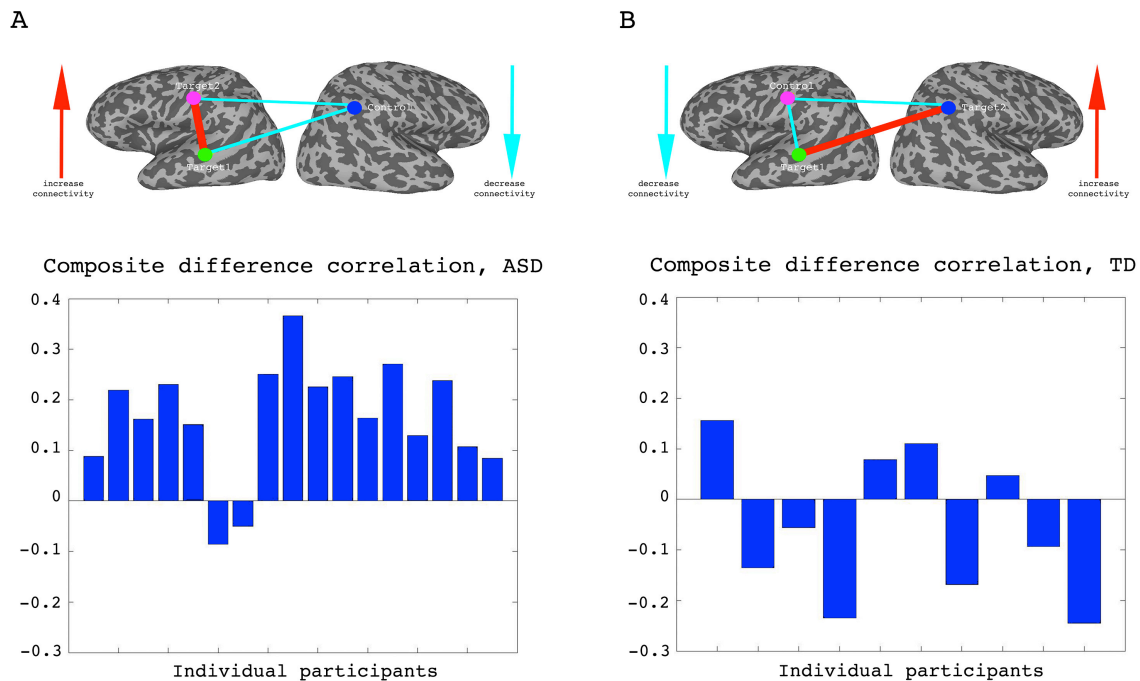 A
Target2
Control
Target1
increase
connectivity
decrease
connectivity
Composite difference correlation, ASD
0.4
0.3
0.2
0.1
0
-0.1
-0.2
-0.3
Individual participants
B
Control
Target2
Target1
decrease
connectivity
increase
connectivity
Composite difference correlation, TD
0.4
0.3
0.2
0.1
0
-0.1
-0.2
-0.3
Individual participants